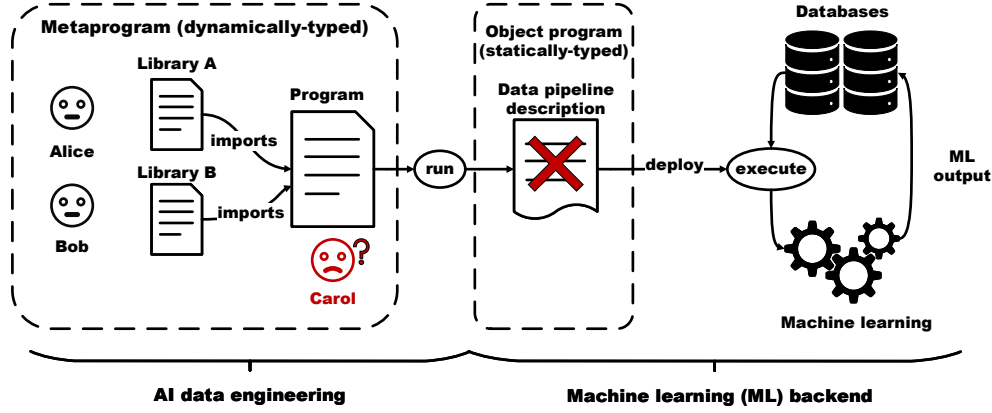 Metaprogram (dynamically-typed)
Library A
Alice
imports
Library B
Bob
imports
Program
?
Carol
run
Object program
(statically-typed)
Data pipeline
description
deploy
execute
Databases
ML
output
Machine learning
AI data engineering
Machine learning (ML) backend